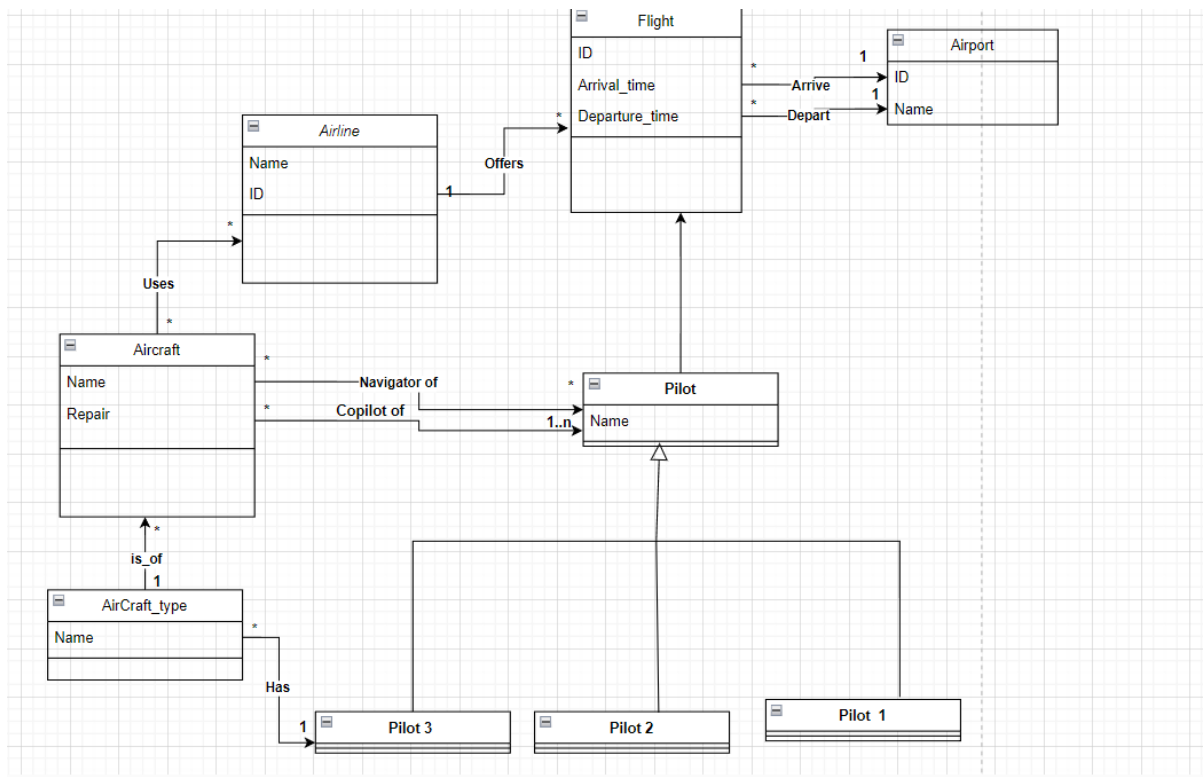 Flight
ID
Arrival_time
Departure_time
*
Arrive
1
*
Depart
1
Airport
ID
Name
Airline
Name
ID
1
Offers
*
*
Uses
*
Aircraft
Name
Repair
*
Navigator of
*
*
Copilot of
1..n
Pilot
Name
*
is_of
1
AirCraft_type
Name
*
Has
1
Pilot 3
Pilot 2
Pilot 1